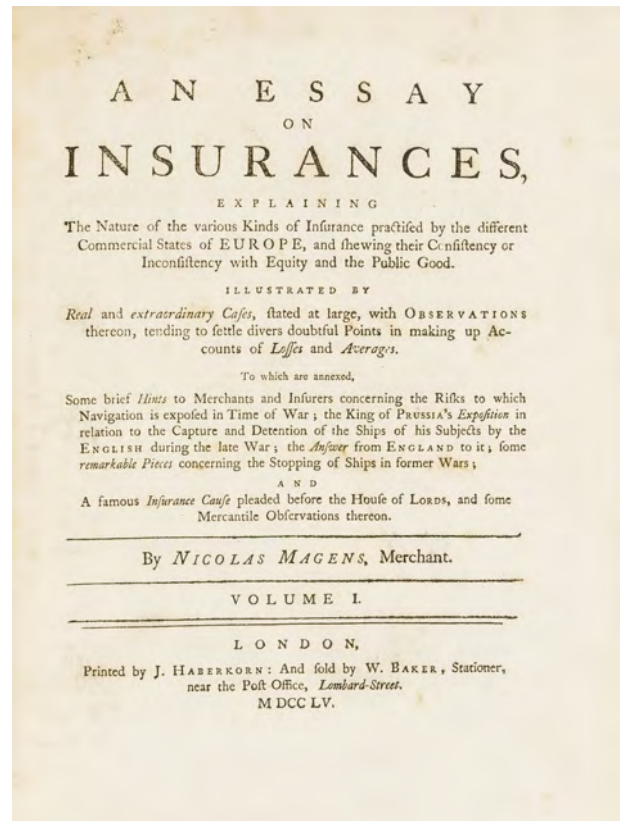 A N E S S A Y
O N
I N S U R A N C E S,
E X P L A I N I N G
The Nature of the various Kinds of Inſurance practiſed by the different
Commercial States of EUROPE, and ſhewing their Conſiſtency or
Inconſiſtency with Equity and the Public Good.
ILLUSTRATED BY
Real and extraordinary Caſes, ſtated at large, with OBSERVATIONS
thereon, tending to ſettle divers doubtful Points in making up Ac-
counts of Loſſes and Averages.
To which are annexed,
Some brief Hints to Merchants and Inſurers concerning the Riſks to which
Navigation is expoſed in Time of War; the King of PRUSSIA's Expoſition in
relation to the Capture and Detention of the Ships of his Subjects by the
ENGLISH during the late War; the Anſwer from ENGLAND to it; ſome
remarkable Pieces concerning the Stopping of Ships in former Wars;
A N D
A famous Inſurance Cauſe pleaded before the Houſe of LORDS, and ſome
Mercantile Obſervations thereon.
By NICOLAS MAGENS, Merchant.
V O L U M E I.
L O N D O N,
Printed by J. HABERKORN: And ſold by W. BAKER, Stationer,
near the Poſt Office, Lombard-Street.
M DCC LV.